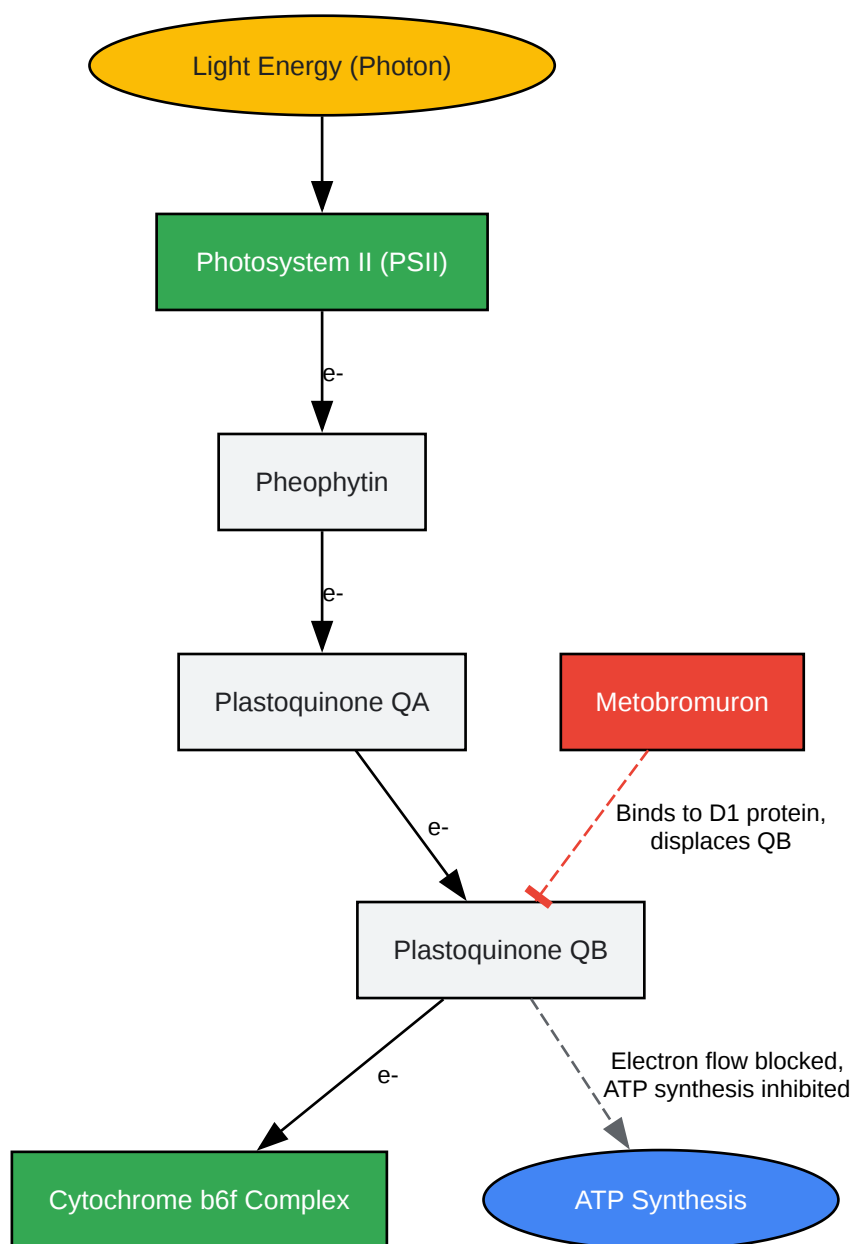 Light Energy (Photon)
Photosystem II (PSII)
e-
Pheophytin
e-
Plastoquinone QA
Metobromuron
Binds to D1 protein,
displaces QB
e-
Plastoquinone QB
Electron flow blocked,
ATP synthesis inhibited
e-
Cytochrome b6f Complex
ATP Synthesis